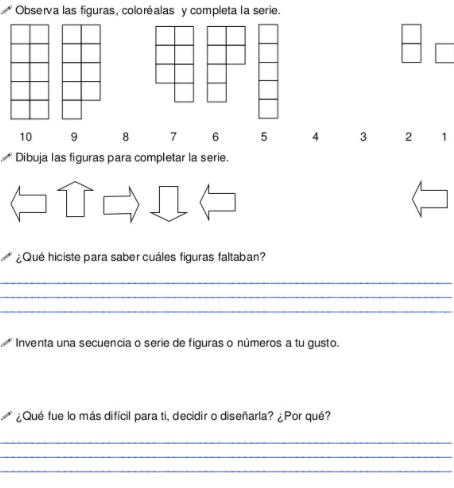 Observa las figuras, coloréalas y completa la serie.
10 9 8 7 6 5 4 3 2 1
Dibuja las figuras para completar la serie.
¿Qué hiciste para saber cuáles figuras faltaban?
Inventa una secuencia o serie de figuras o números a tu gusto.
¿Qué fue lo más difícil para ti, decidir o diseñarla? ¿Por qué?